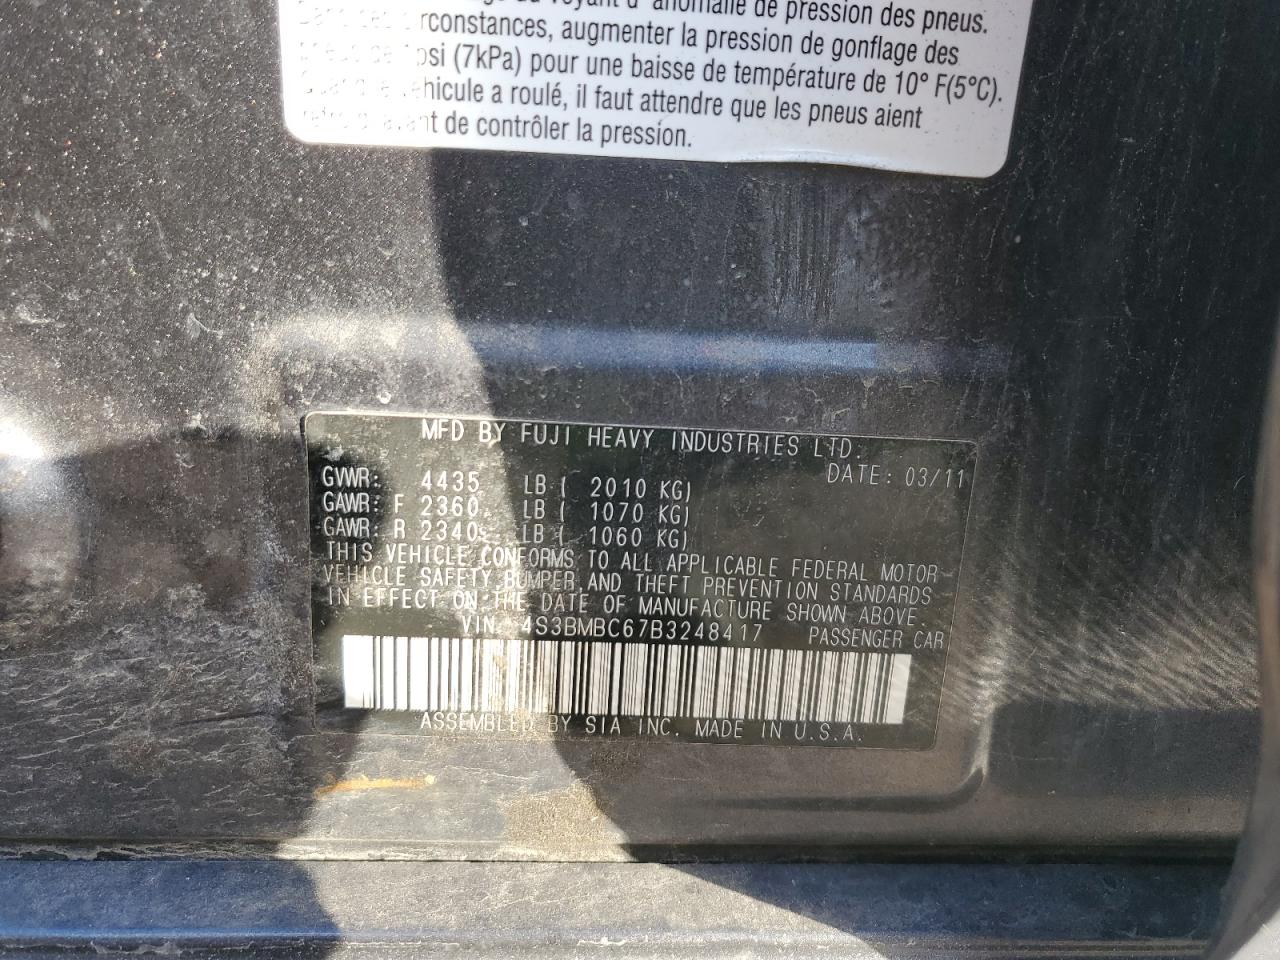 voyant d'anomalie de pression des pneus.
circonstances, augmenter la pression de gonflage des
psi (7kPa) pour une baisse de température de 10° F(5°C).
véhicule a roulé, il faut attendre que les pneus aient
de contrôler la pression.
MFD BY FUJI HEAVY INDUSTRIES LTD.
DATE: 03/11
GVWR: 4435 LB ( 2010 KG)
GAWR: F 2360 LB ( 1070 KG)
GAWR: R 2340 LB ( 1060 KG)
THIS VEHICLE CONFORMS TO ALL APPLICABLE FEDERAL MOTOR
VEHICLE SAFETY, BUMPER AND THEFT PREVENTION STANDARDS
IN EFFECT ON THE DATE OF MANUFACTURE SHOWN ABOVE.
VIN: 4S3BMBC67B3248417 PASSENGER CAR
ASSEMBLED BY SIA INC. MADE IN U.S.A.